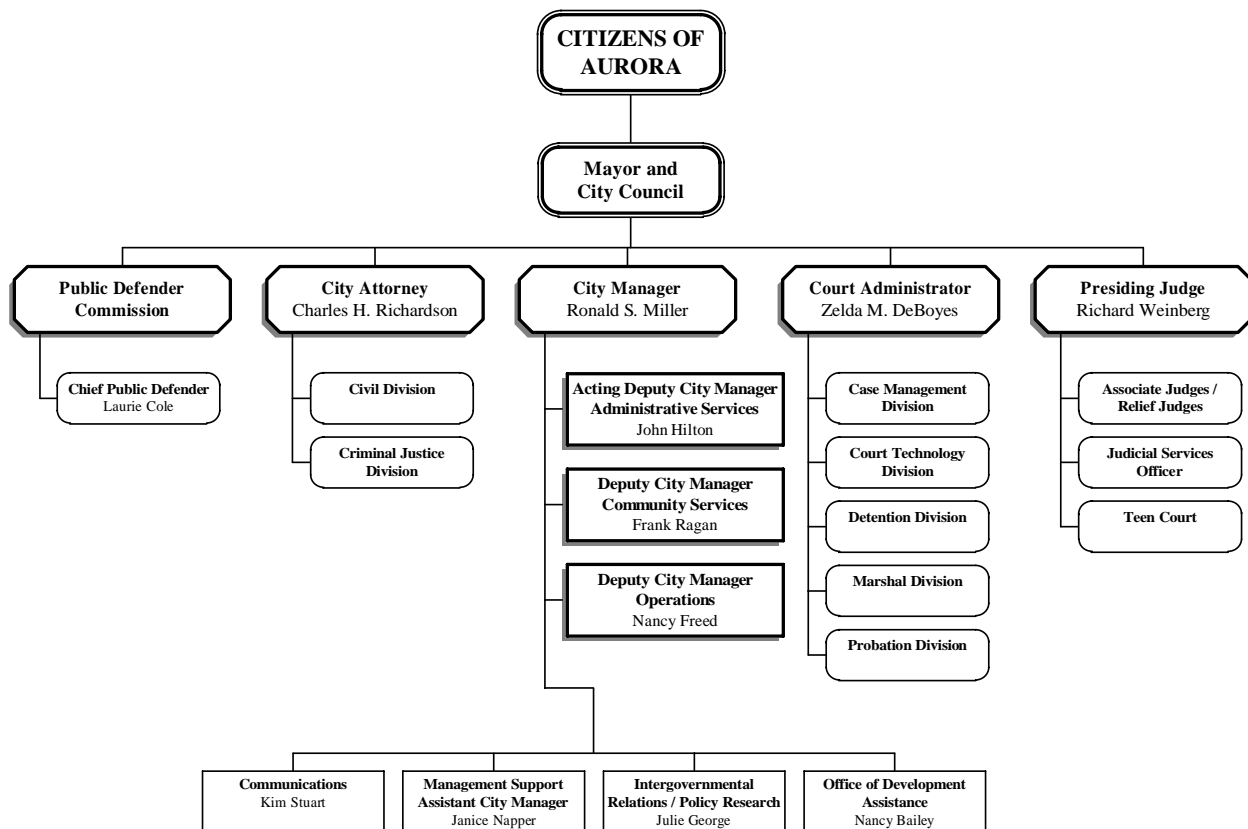 CITIZENS OF
AURORA
Mayor and
City Council
Public Defender
Commission
City Attorney
Charles H. Richardson
City Manager
Ronald S. Miller
Court Administrator
Zelda M. DeBoyes
Presiding Judge
Richard Weinberg
Chief Public Defender
Laurie Cole
Civil Division
Criminal Justice
Division
Acting Deputy City Manager
Administrative Services
John Hilton
Deputy City Manager
Community Services
Frank Ragan
Deputy City Manager
Operations
Nancy Freed
Case Management
Division
Court Technology
Division
Detention Division
Marshal Division
Probation Division
Associate Judges /
Relief Judges
Judicial Services
Officer
Teen Court
Communications
Kim Stuart
Management Support
Assistant City Manager
Janice Napper
Intergovernmental
Relations / Policy Research
Julie George
Office of Development
Assistance
Nancy Bailey